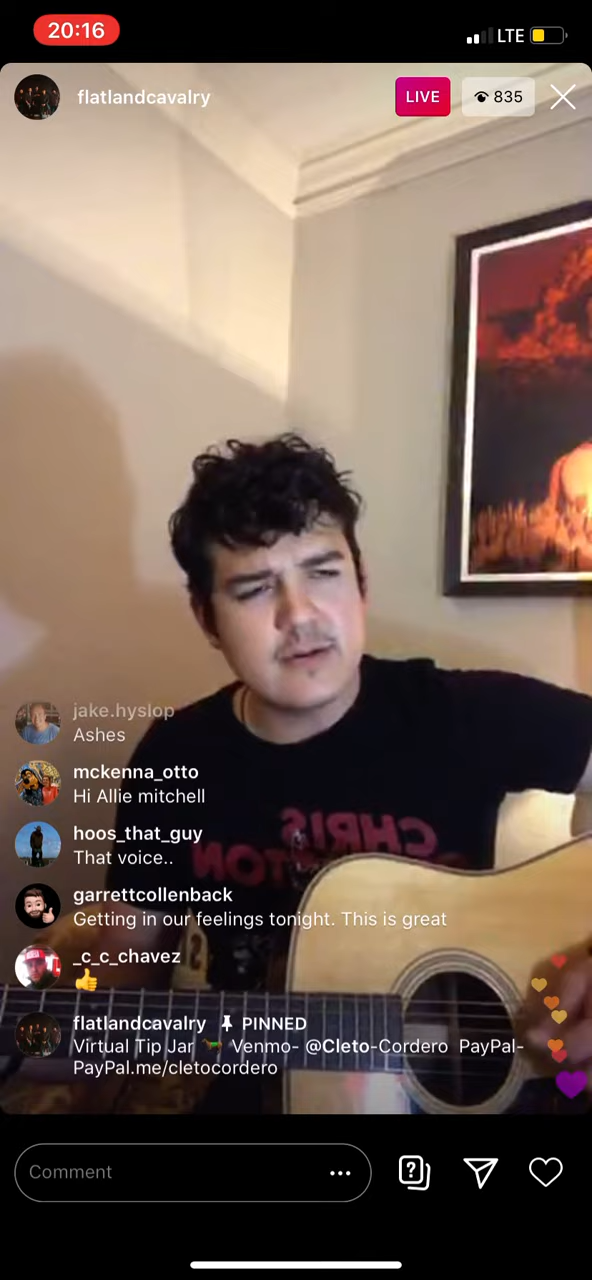 20:16
LTE
flatlandcavalry
LIVE
835
jake.hyslop
Ashes
mckenna_otto
Hi Allie mitchell
hoos_that_guy
That voice..
CHRIS
garrettcollenback
Getting in our feelings tonight. This is great
_c_c_chavez
👍
flatlandcavalry PINNED
Virtual Tip Jar 🐎 Venmo- @Cleto-Cordero PayPal-
PayPal.me/cletocordero
Comment